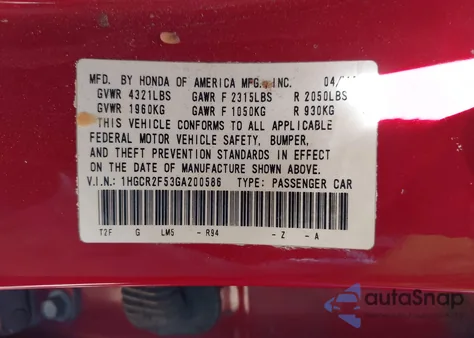 MFD. BY HONDA OF AMERICA MFG., INC. 04/
GVWR 4321LBS GAWR F 2315LBS R 2050LBS
GVWR 1960KG GAWR F 1050KG R 930KG
THIS VEHICLE CONFORMS TO ALL APPLICABLE
FEDERAL MOTOR VEHICLE SAFETY, BUMPER,
AND THEFT PREVENTION STANDARDS IN EFFECT
ON THE DATE OF MANUFACTURE SHOWN ABOVE.
V.I.N.: 1HGCR2F53GA200586 TYPE: PASSENGER CAR
T2F G LM5 - R94 - Z - A
autoSnap